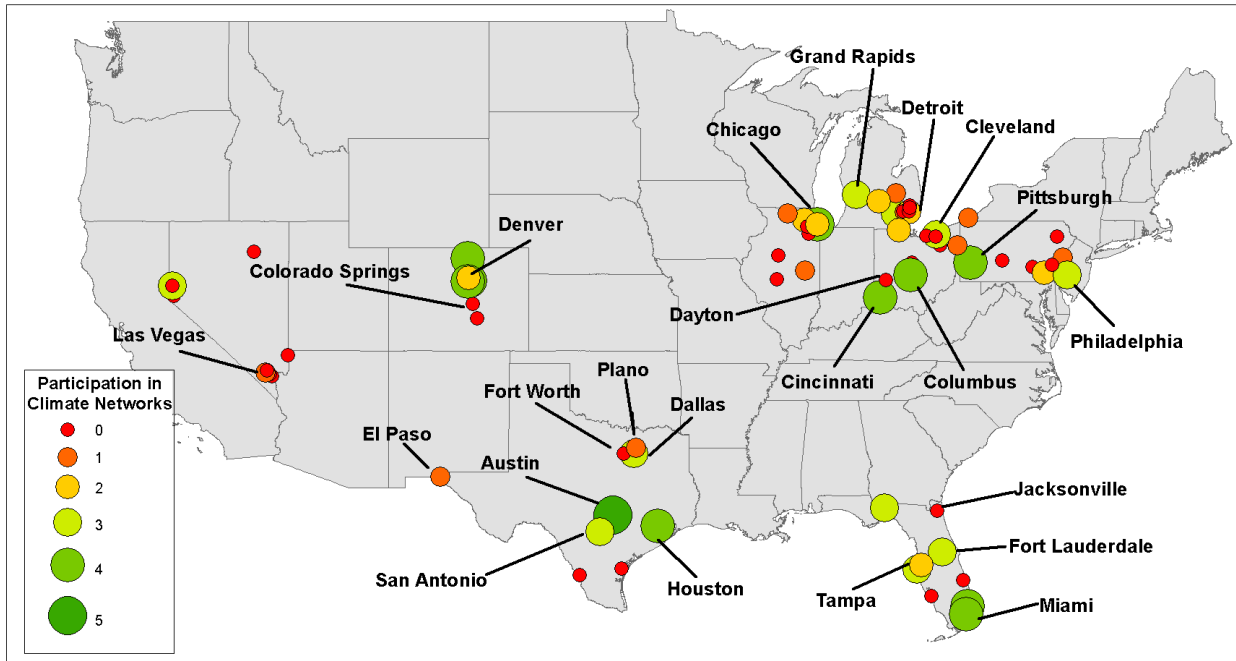 Grand Rapids
Detroit
Chicago
Cleveland
Pittsburgh
Denver
Colorado Springs
Dayton
Las Vegas
Philadelphia
Cincinnati
Columbus
Plano
Fort Worth
Dallas
El Paso
Austin
Jacksonville
Fort Lauderdale
San Antonio
Houston
Tampa
Miami
Participation in
Climate Networks
0
1
2
3
4
5